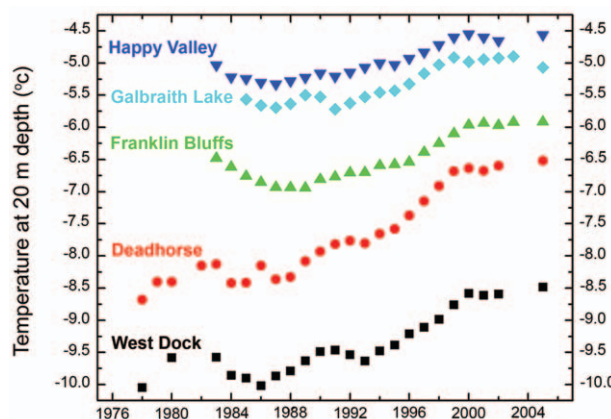 -4.5 -4.5
Happy Valley
-5.0 -5.0
Galbraith Lake
-5.5 -5.5
-6.0 -6.0
Franklin Bluffs
-6.5 -6.5
-7.0 -7.0
-7.5 -7.5
Deadhorse
-8.0 -8.0
-8.5 -8.5
-9.0 -9.0
West Dock
-9.5 -9.5
-10.0 -10.0
1976 1980 1984 1988 1992 1996 2000 2004
Temperature at 20 m depth (°c)